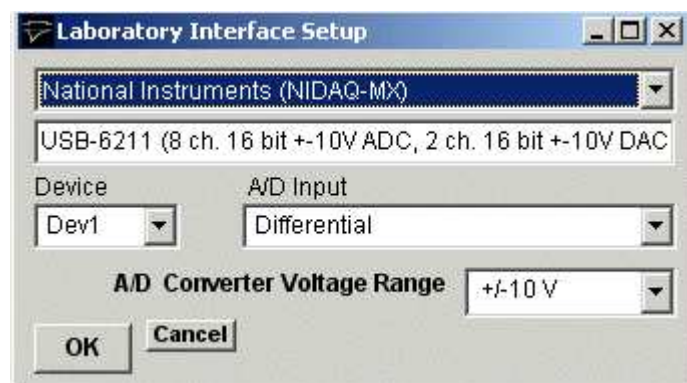 Laboratory Interface Setup
National Instruments (NIDAQ-MX)
USB-6211 (8 ch. 16 bit +-10V ADC, 2 ch. 16 bit +-10V DAC
Device A/D Input
Dev1 Differential
A/D Converter Voltage Range +/-10 V
OK Cancel